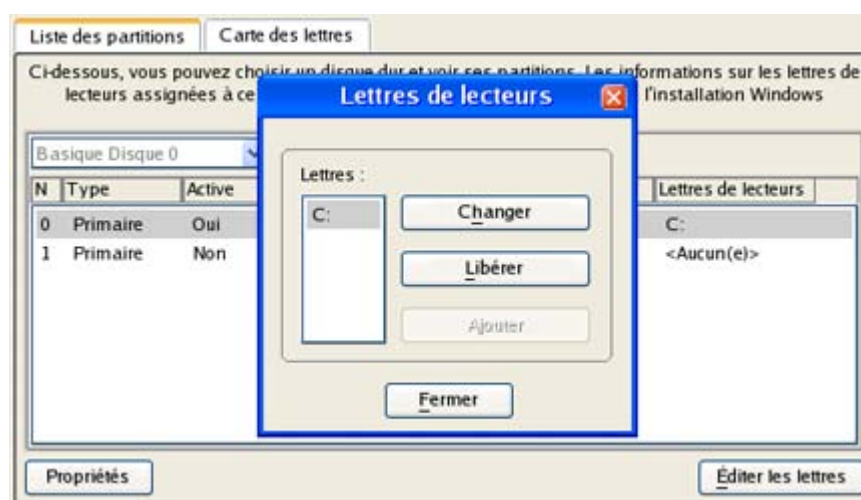 Liste des partitions Carte des lettres
Ci-dessous, vous pouvez choisir un disque dur et voir ses partitions. Les informations sur les lettres de
lecteurs assignées à ce l'installation Windows
Lettres de lecteurs
Basique Disque 0
Lettres :
N Type Active Lettres de lecteurs
C: Changer
0 Primaire Oui C:
1 Primaire Non <Aucun(e)>
Libérer
Ajouter
Fermer
Propriétés Éditer les lettres